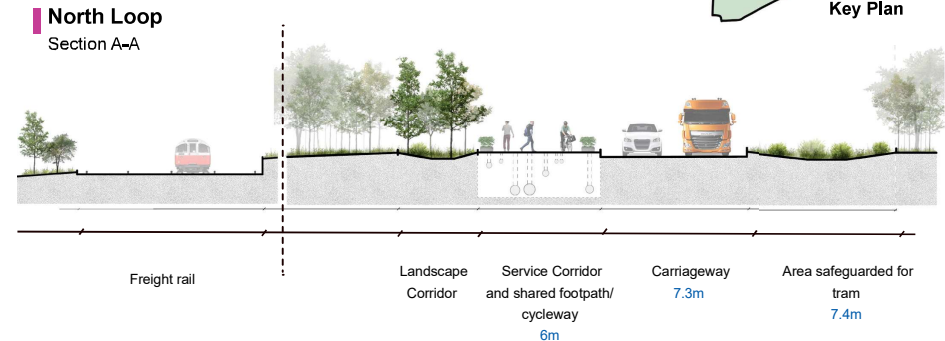 North Loop
Section A-A
Key Plan
Freight rail
Landscape
Corridor
Service Corridor
and shared footpath/
cycleway
6m
Carriageway
7.3m
Area safeguarded for
tram
7.4m